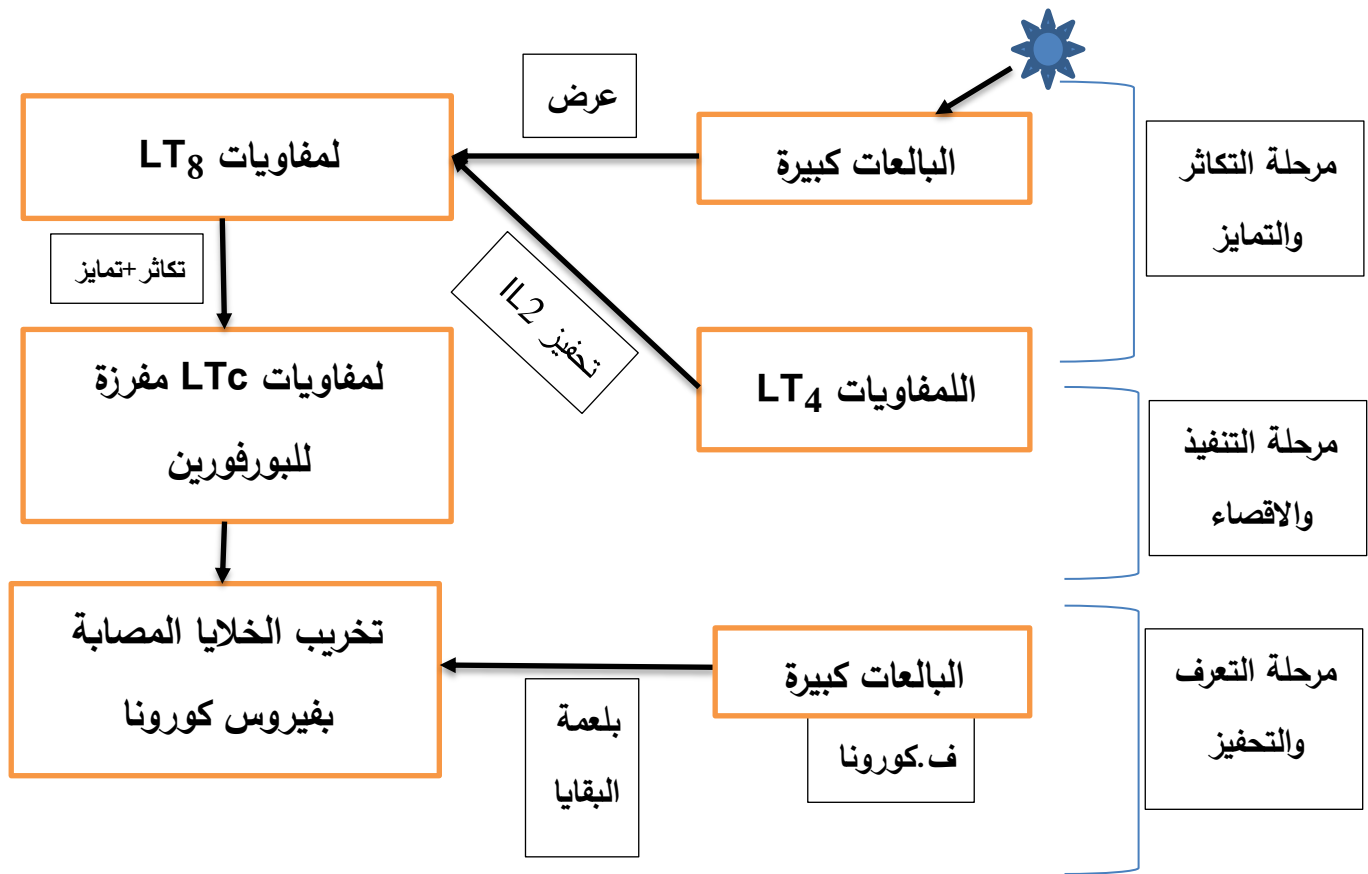 عرض
لمفاويات LT8
البالعات كبيرة
مرحلة التكاثر
والتمايز
تكاثر+تمايز
تحفيز IL2
لمفاويات LTc مفرزة
للبورفورين
اللمفاويات LT4
مرحلة التنفيذ
والاقصاء
تخريب الخلايا المصابة
بفيروس كورونا
بلعمة
البقايا
البالعات كبيرة
ف.كورونا
مرحلة التعرف
والتحفيز